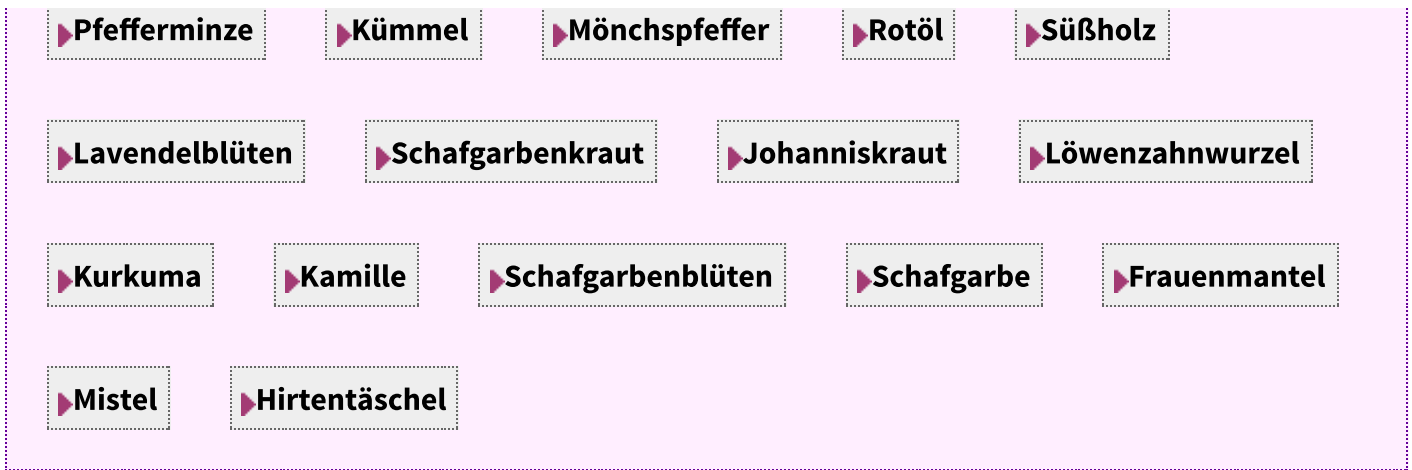 Pfefferminze Kümmel Mönchspfeffer Rotöl Süßholz
Lavendelblüten Schafgarbenkraut Johanniskraut Löwenzahnwurzel
Kurkuma Kamille Schafgarbenblüten Schafgarbe Frauenmantel
Mistel Hirtentäschel